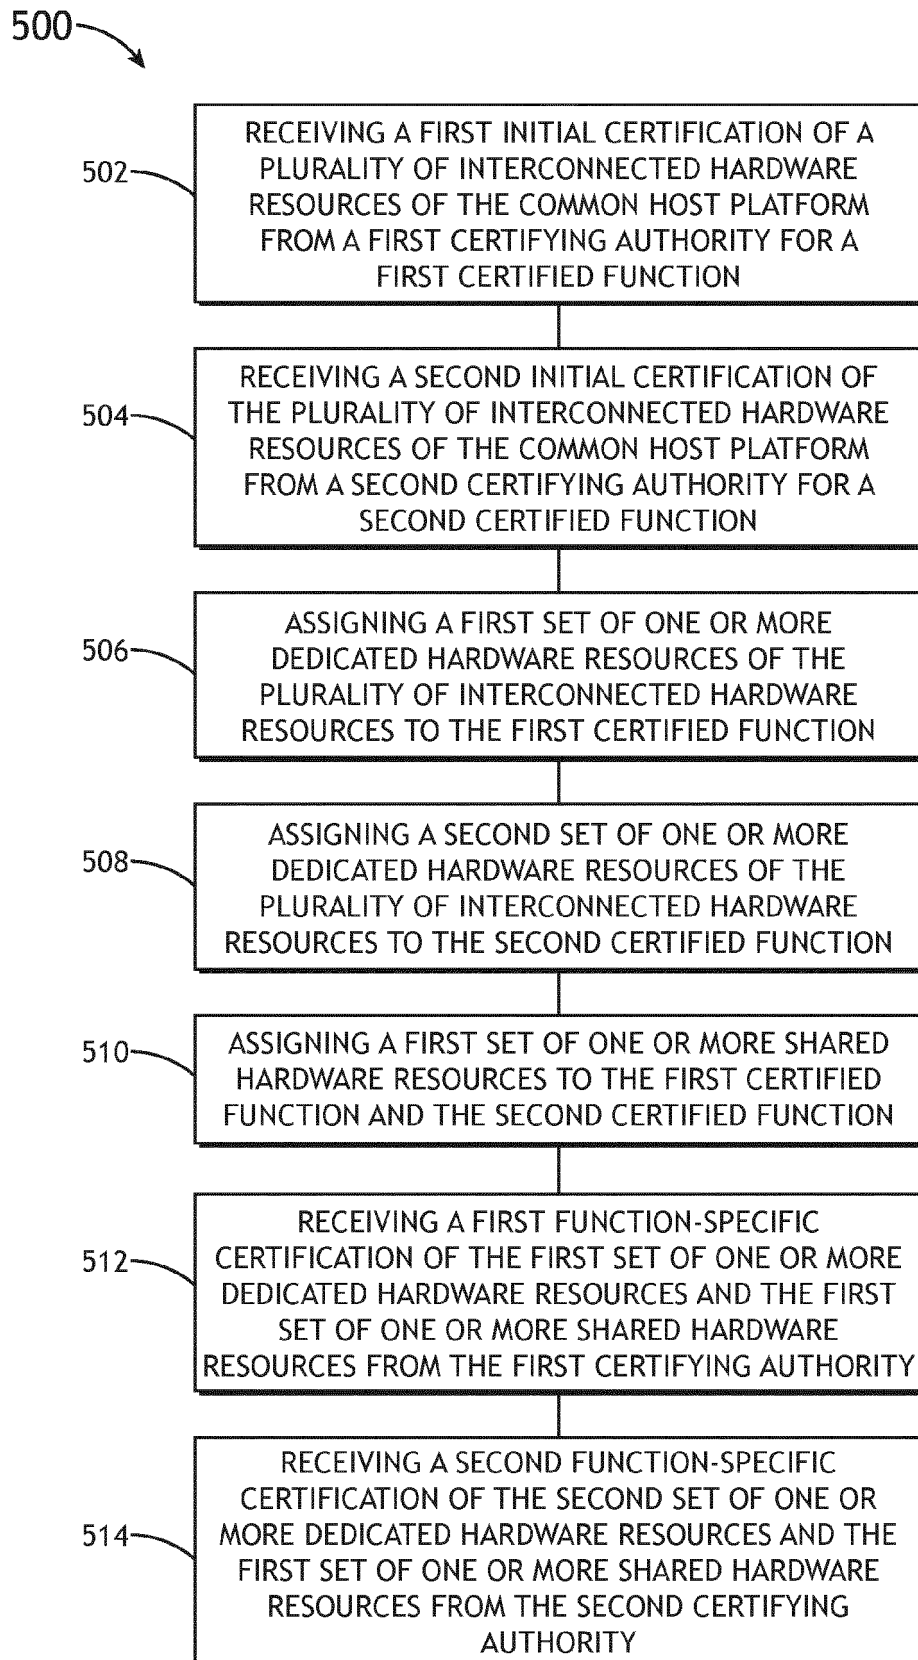 500
502
RECEIVING A FIRST INITIAL CERTIFICATION OF A
PLURALITY OF INTERCONNECTED HARDWARE
RESOURCES OF THE COMMON HOST PLATFORM
FROM A FIRST CERTIFYING AUTHORITY FOR A
FIRST CERTIFIED FUNCTION
504
RECEIVING A SECOND INITIAL CERTIFICATION OF
THE PLURALITY OF INTERCONNECTED HARDWARE
RESOURCES OF THE COMMON HOST PLATFORM
FROM A SECOND CERTIFYING AUTHORITY FOR A
SECOND CERTIFIED FUNCTION
506
ASSIGNING A FIRST SET OF ONE OR MORE
DEDICATED HARDWARE RESOURCES OF THE
PLURALITY OF INTERCONNECTED HARDWARE
RESOURCES TO THE FIRST CERTIFIED FUNCTION
508
ASSIGNING A SECOND SET OF ONE OR MORE
DEDICATED HARDWARE RESOURCES OF THE
PLURALITY OF INTERCONNECTED HARDWARE
RESOURCES TO THE SECOND CERTIFIED FUNCTION
510
ASSIGNING A FIRST SET OF ONE OR MORE SHARED
HARDWARE RESOURCES TO THE FIRST CERTIFIED
FUNCTION AND THE SECOND CERTIFIED FUNCTION
512
RECEIVING A FIRST FUNCTION-SPECIFIC
CERTIFICATION OF THE FIRST SET OF ONE OR MORE
DEDICATED HARDWARE RESOURCES AND THE FIRST
SET OF ONE OR MORE SHARED HARDWARE
RESOURCES FROM THE FIRST CERTIFYING AUTHORITY
514
RECEIVING A SECOND FUNCTION-SPECIFIC
CERTIFICATION OF THE SECOND SET OF ONE OR
MORE DEDICATED HARDWARE RESOURCES AND THE
FIRST SET OF ONE OR MORE SHARED HARDWARE
RESOURCES FROM THE SECOND CERTIFYING
AUTHORITY